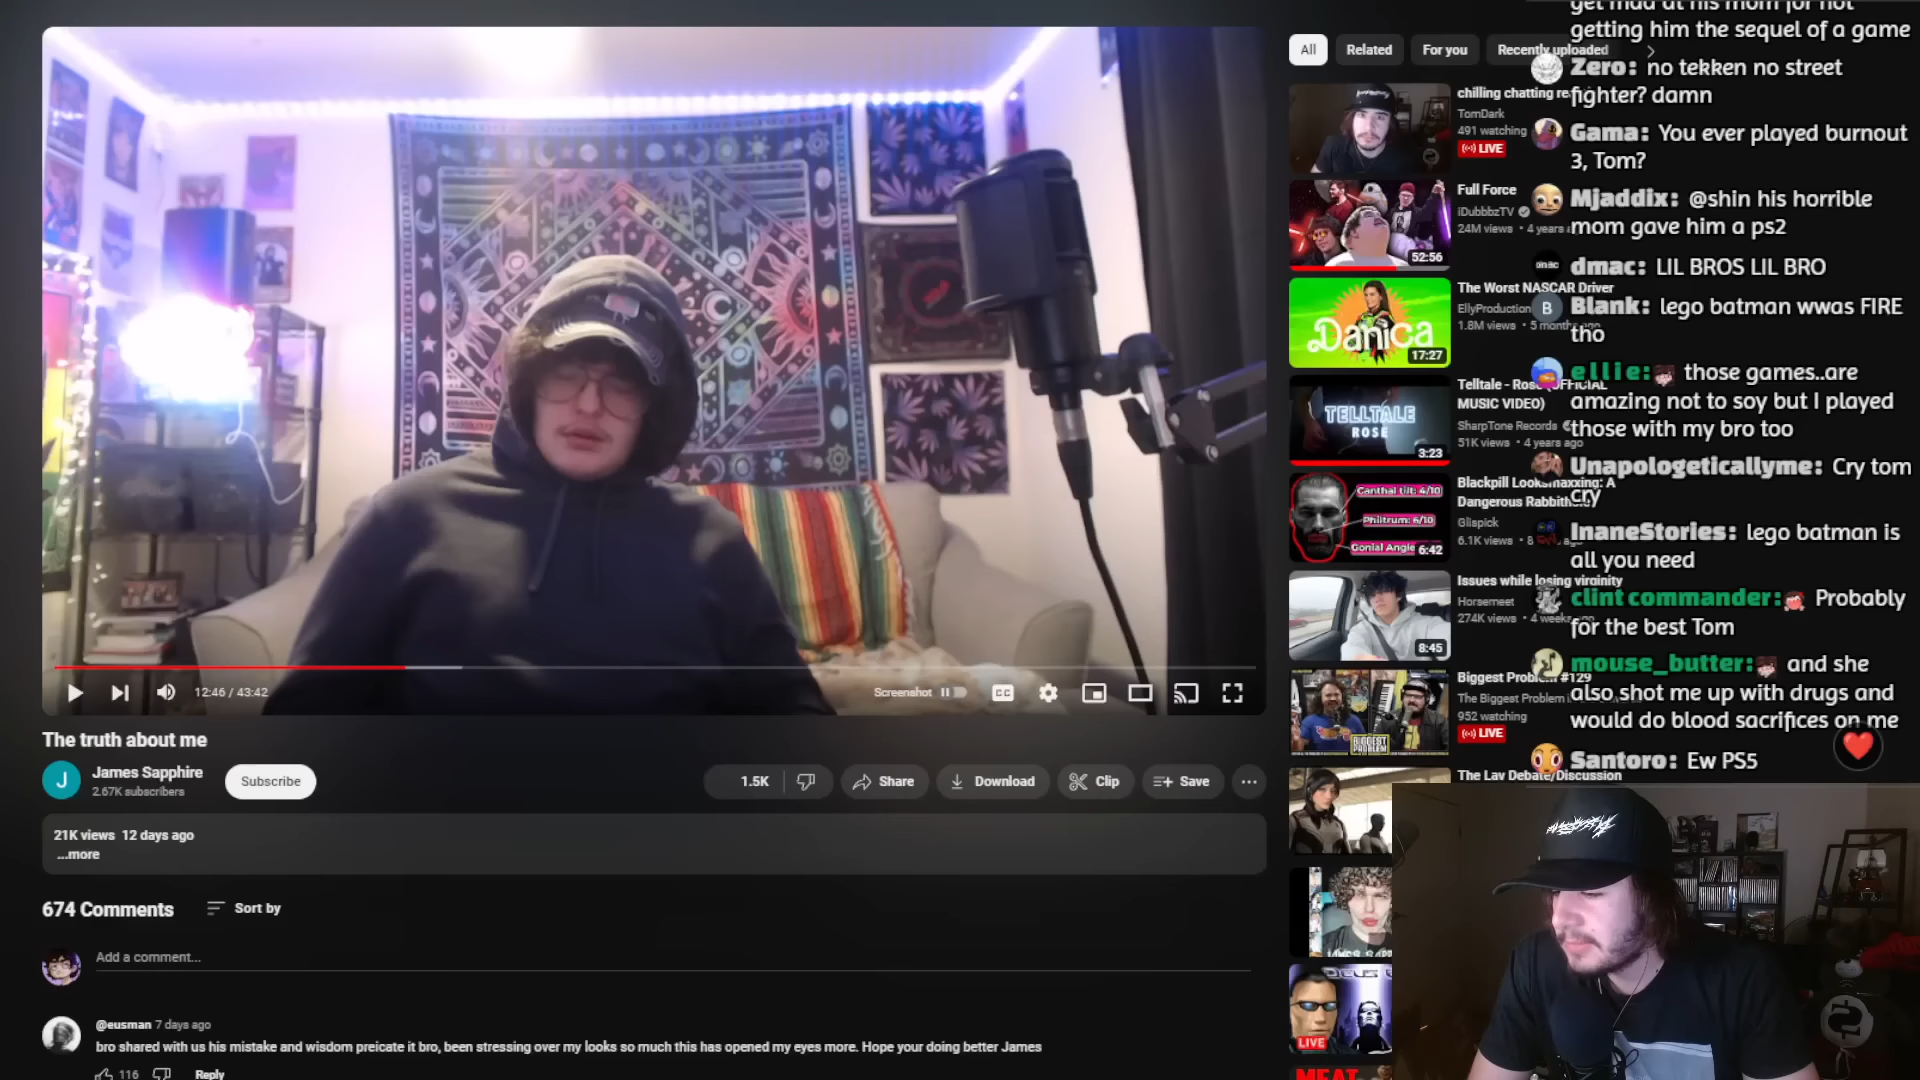 12:46 / 43:42
Screenshot
CC
The truth about me
J
James Sapphire
2.67K subscribers
Subscribe
1.5K
Share
Download
Clip
Save
21K views 12 days ago
...more
674 Comments
Sort by
Add a comment...
@eusman 7 days ago
bro shared with us his mistake and wisdom preicate it bro, been stressing over my looks so much this has opened my eyes more. Hope your doing better James
116
Reply
All
Related
For you
Recently uploaded
chilling chatting
TomDark
491 watching
LIVE
Full Force
iDubbbzTV
24M views • 4 years
52:56
The Worst NASCAR Driver
EllyProduction
1.8M views • 5 months ago
Danica
17:27
Telltale - Rose (OFFICIAL
MUSIC VIDEO)
SharpTone Records
51K views • 4 years ago
TELLTALE
ROSE
3:23
Blackpill Looksmaxxing: A
Dangerous
Glispick
6.1K views • 8
Canthal tilt: 4/10
Philtrum: 6/10
Gonial Angle
6:42
Issues while losing virginity
Horsemeet
274K views • 4 weeks ago
8:45
Biggest Problem #129
The Biggest Problem
952 watching
LIVE
BIGGEST
PROBLEM
The Lav Debate/Discussion
LIVE
MEAT
get mad at his mom for not
getting him the sequel of a game
Zero: no tekken no street
fighter? damn
Gama: You ever played burnout
3, Tom?
Mjaddix: @shin his horrible
mom gave him a ps2
dmac: LIL BROS LIL BRO
B
Blank: lego batman wwas FIRE
tho
ellie: those games..are
amazing not to soy but I played
those with my bro too
Unapologeticallyme: Cry tom
cry
InaneStories: lego batman is
all you need
clint commander: Probably
for the best Tom
mouse_butter: and she
also shot me up with drugs and
would do blood sacrifices on me
Santoro: Ew PS5